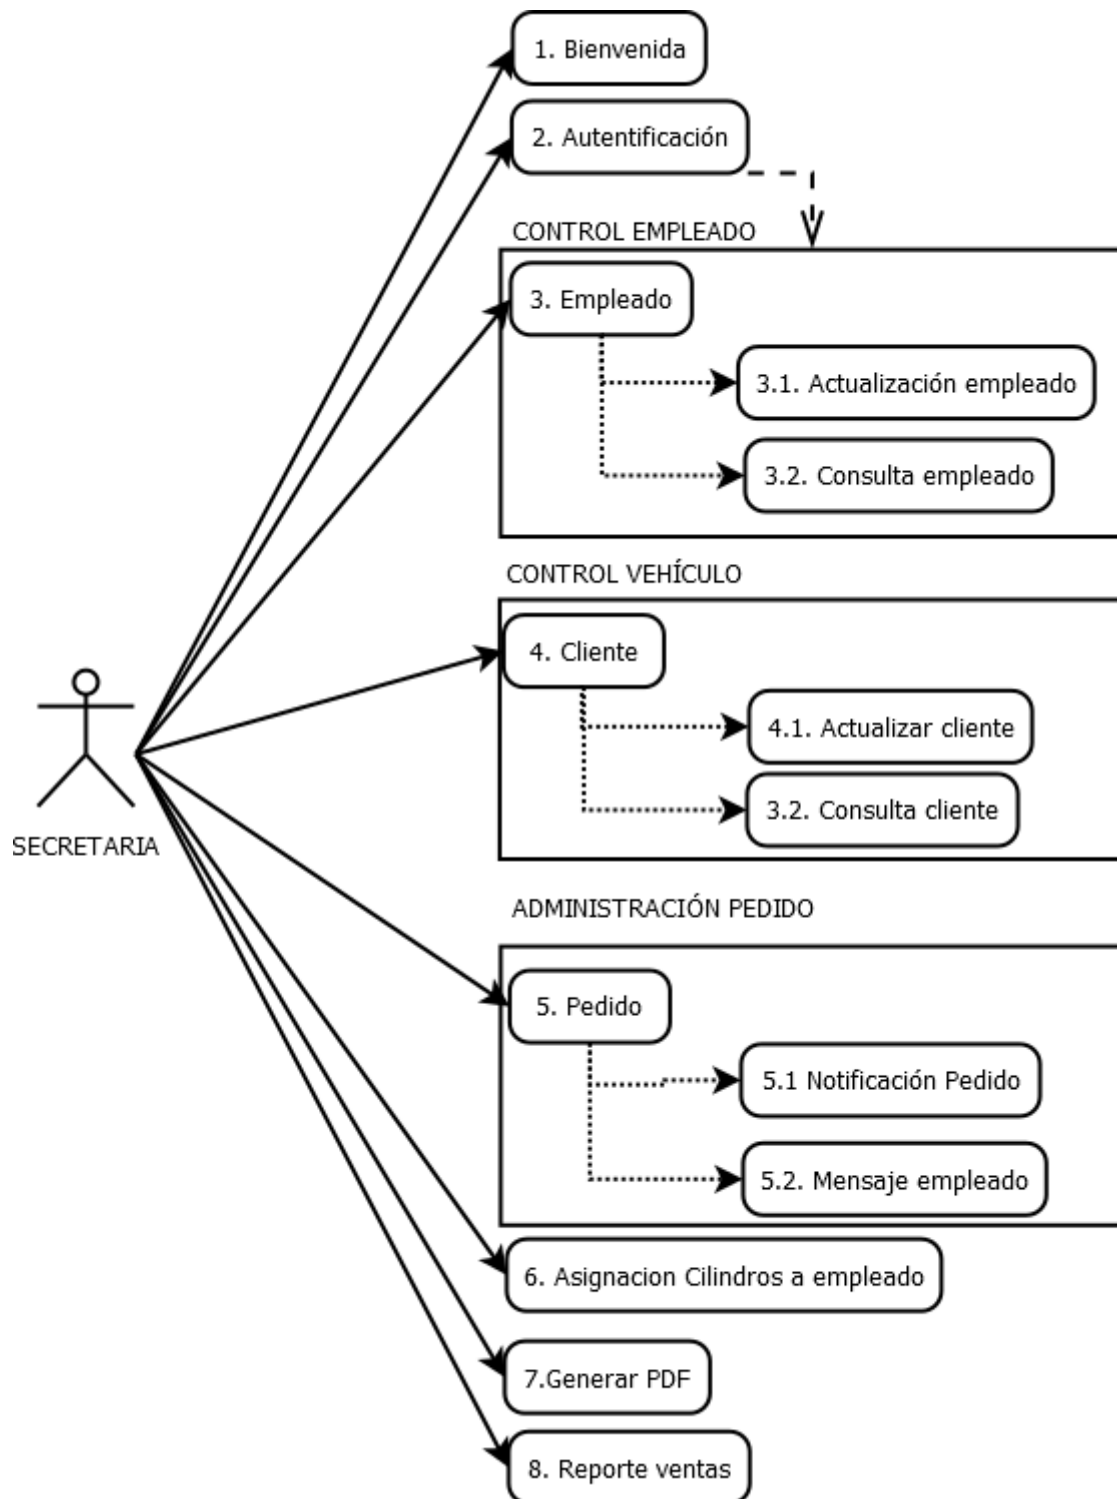 1. Bienvenida
2. Autentificación
CONTROL EMPLEADO
3. Empleado
3.1. Actualización empleado
3.2. Consulta empleado
CONTROL VEHÍCULO
4. Cliente
4.1. Actualizar cliente
3.2. Consulta cliente
SECRETARIA
ADMINISTRACIÓN PEDIDO
5. Pedido
5.1 Notificación Pedido
5.2. Mensaje empleado
6. Asignacion Cilindros a empleado
7.Generar PDF
8. Reporte ventas